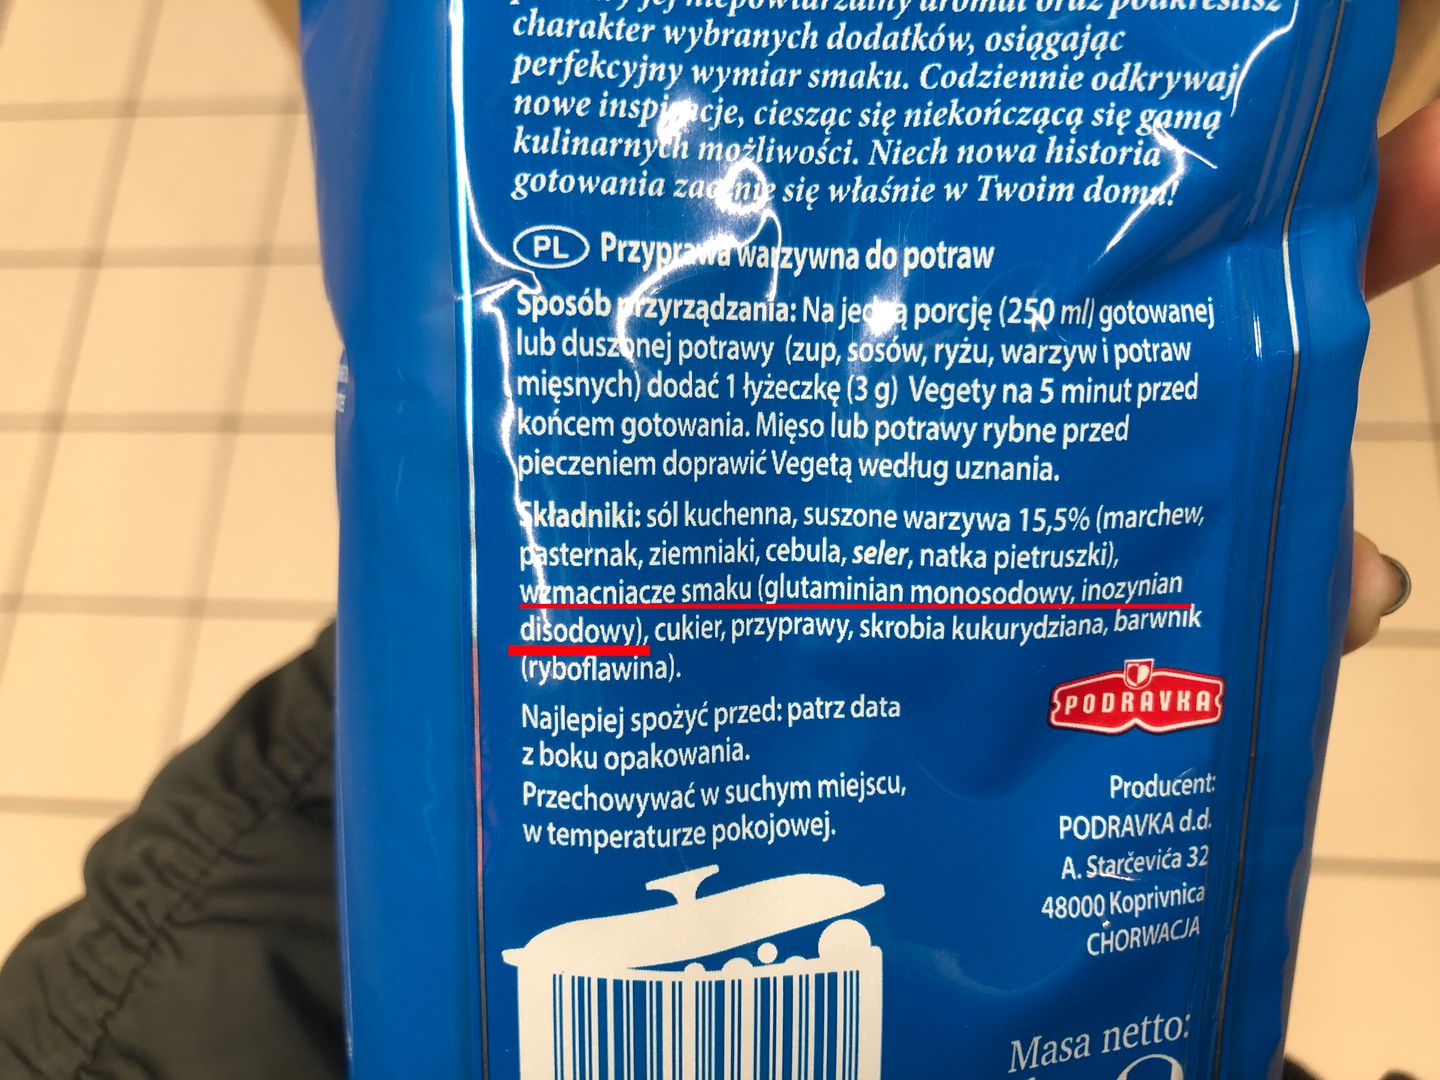 charakter wybranych dodatków, osiągając
perfekcyjny wymiar smaku. Codziennie odkrywaj
nowe inspiracje, ciesząc się niekończącą się gamą
kulinarnych możliwości. Niech nowa historia
gotowania zacznie się właśnie w Twoim domu!
PL Przyprawa warzywna do potraw
Sposób przyrządzania: Na jedną porcję (250 ml) gotowanej
lub duszonej potrawy (zup, sosów, ryżu, warzyw i potraw
mięsnych) dodać 1 łyżeczkę (3 g) Vegety na 5 minut przed
końcem gotowania. Mięso lub potrawy rybne przed
pieczeniem doprawić Vegetą według uznania.
Składniki: sól kuchenna, suszone warzywa 15,5% (marchew,
pasternak, ziemniaki, cebula, seler, natka pietruszki),
wzmacniacze smaku (glutaminian monosodowy, inozynian
disodowy), cukier, przyprawy, skrobia kukurydziana, barwnik
(ryboflawina).
PODRAVKA
Najlepiej spożyć przed: patrz data
z boku opakowania.
Przechowywać w suchym miejscu,
w temperaturze pokojowej.
Producent:
PODRAVKA d.d.
A. Starčevića 32
48000 Koprivnica
CHORWACJA
Masa netto: